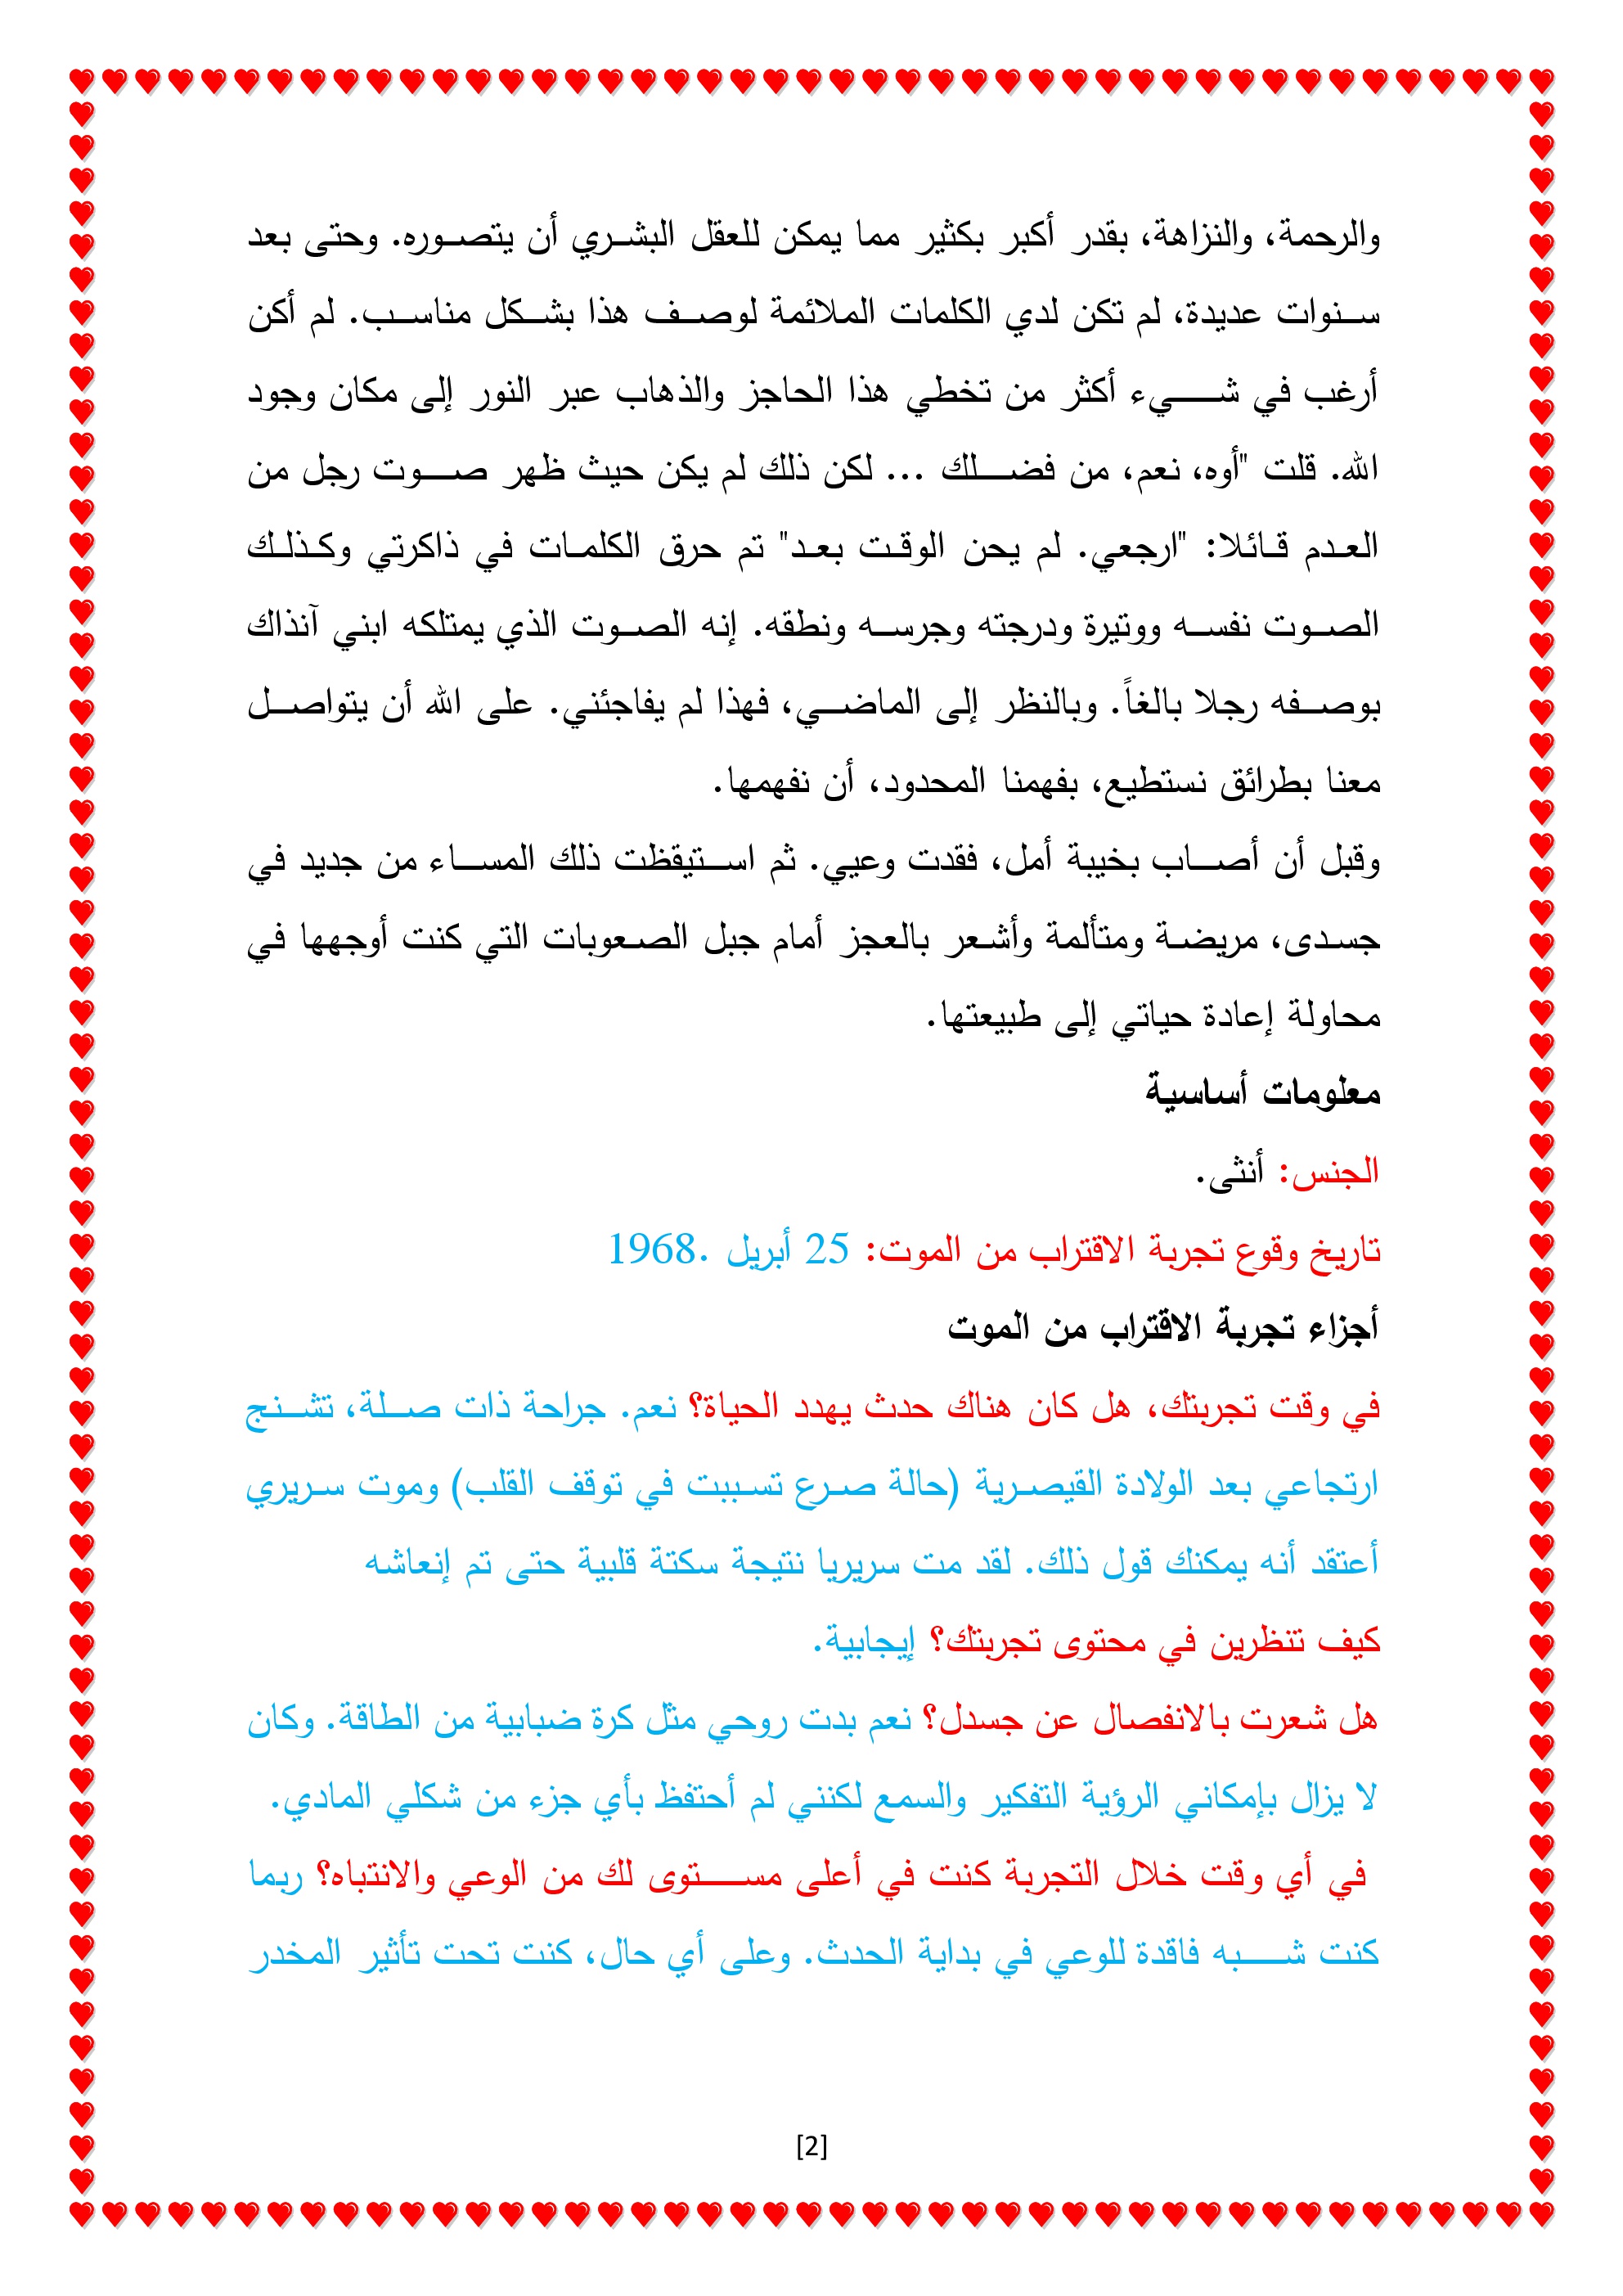 والرحمة، والنزاهة، بقدر أكبر بكثير مما يمكن للعقل البشري أن يتصوره. وحتى بعد
سنوات عديدة، لم تكن لدي الكلمات الملائمة لوصف هذا بشكل مناسب. لم أكن
أرغب في شيء أكثر من تخطي هذا الحاجز والذهاب عبر النور إلى مكان وجود
الله. قلت "أوه، نعم، من فضلك ... لكن ذلك لم يكن حيث ظهر صوت رجل من
العدم قائلا: "ارجعي. لم يحن الوقت بعد" تم حرق الكلمات في ذاكرتي وكذلك
الصوت نفسه ووتيرة ودرجته وجرسه ونطقه. إنه الصوت الذي يمتلكه ابني آنذاك
بوصفه رجلا بالغاً. وبالنظر إلى الماضي، فهذا لم يفاجئني. على الله أن يتواصل
معنا بطرائق نستطيع، بفهمنا المحدود، أن نفهمها.
وقبل أن أصاب بخيبة أمل، فقدت وعيي. ثم استيقظت ذلك المساء من جديد في
جسدى، مريضة ومتألمة وأشعر بالعجز أمام جبل الصعوبات التي كنت أوجهها في
محاولة إعادة حياتي إلى طبيعتها.
معلومات أساسية
الجنس: أنثى.
تاريخ وقوع تجربة الاقتراب من الموت: 25 أبريل .1968
أجزاء تجربة الاقتراب من الموت
في وقت تجربتك، هل كان هناك حدث يهدد الحياة؟ نعم. جراحة ذات صلة، تشنج
ارتجاعي بعد الولادة القيصرية (حالة صرع تسببت في توقف القلب) وموت سريري
أعتقد أنه يمكنك قول ذلك. لقد مت سريريا نتيجة سكتة قلبية حتى تم إنعاشه
كيف تنظرين في محتوى تجربتك؟ إيجابية.
هل شعرت بالانفصال عن جسدل؟ نعم بدت روحي مثل كرة ضبابية من الطاقة. وكان
لا يزال بإمكاني الرؤية التفكير والسمع لكنني لم أحتفظ بأي جزء من شكلي المادي.
في أي وقت خلال التجربة كنت في أعلى مستوى لك من الوعي والانتباه؟ ربما
كنت شبه فاقدة للوعي في بداية الحدث. وعلى أي حال، كنت تحت تأثير المخدر
[2]